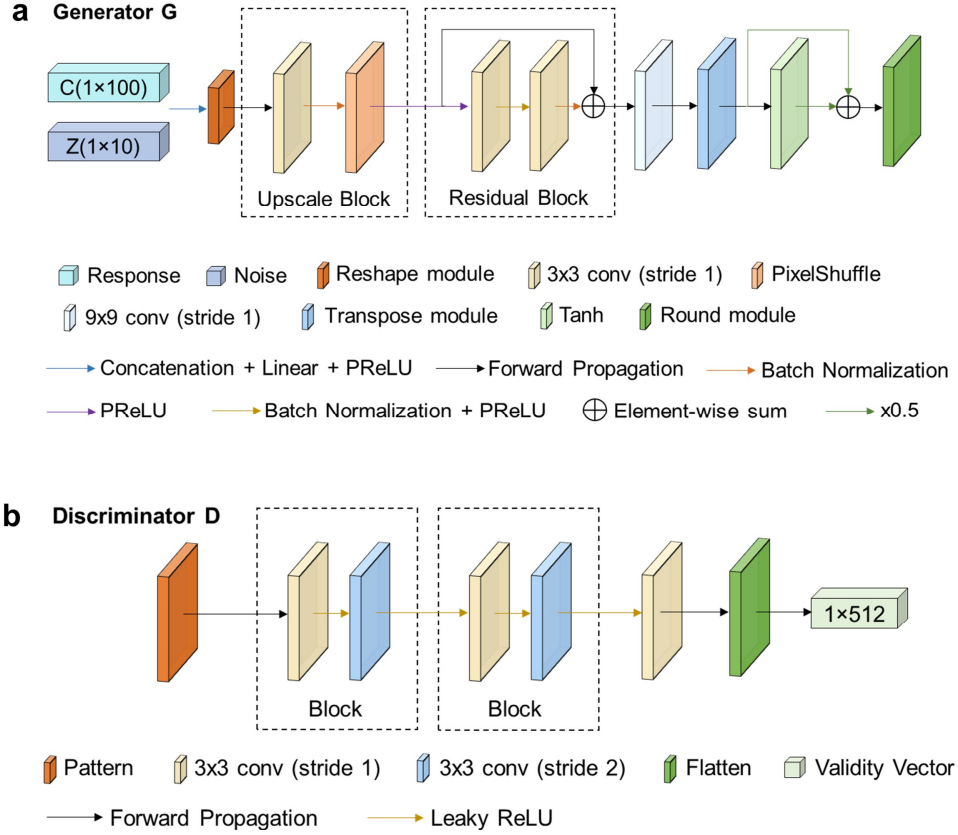 a Generator G
C(1×100)
Z(1×10)
Upscale Block
Residual Block
Response
Noise
Reshape module
3x3 conv (stride 1)
PixelShuffle
9x9 conv (stride 1)
Transpose module
Tanh
Round module
Concatenation + Linear + PReLU
Forward Propagation
Batch Normalization
PReLU
Batch Normalization + PReLU
Element-wise sum
x0.5
b Discriminator D
1×512
Block
Block
Pattern
3x3 conv (stride 1)
3x3 conv (stride 2)
Flatten
Validity Vector
Forward Propagation
Leaky ReLU